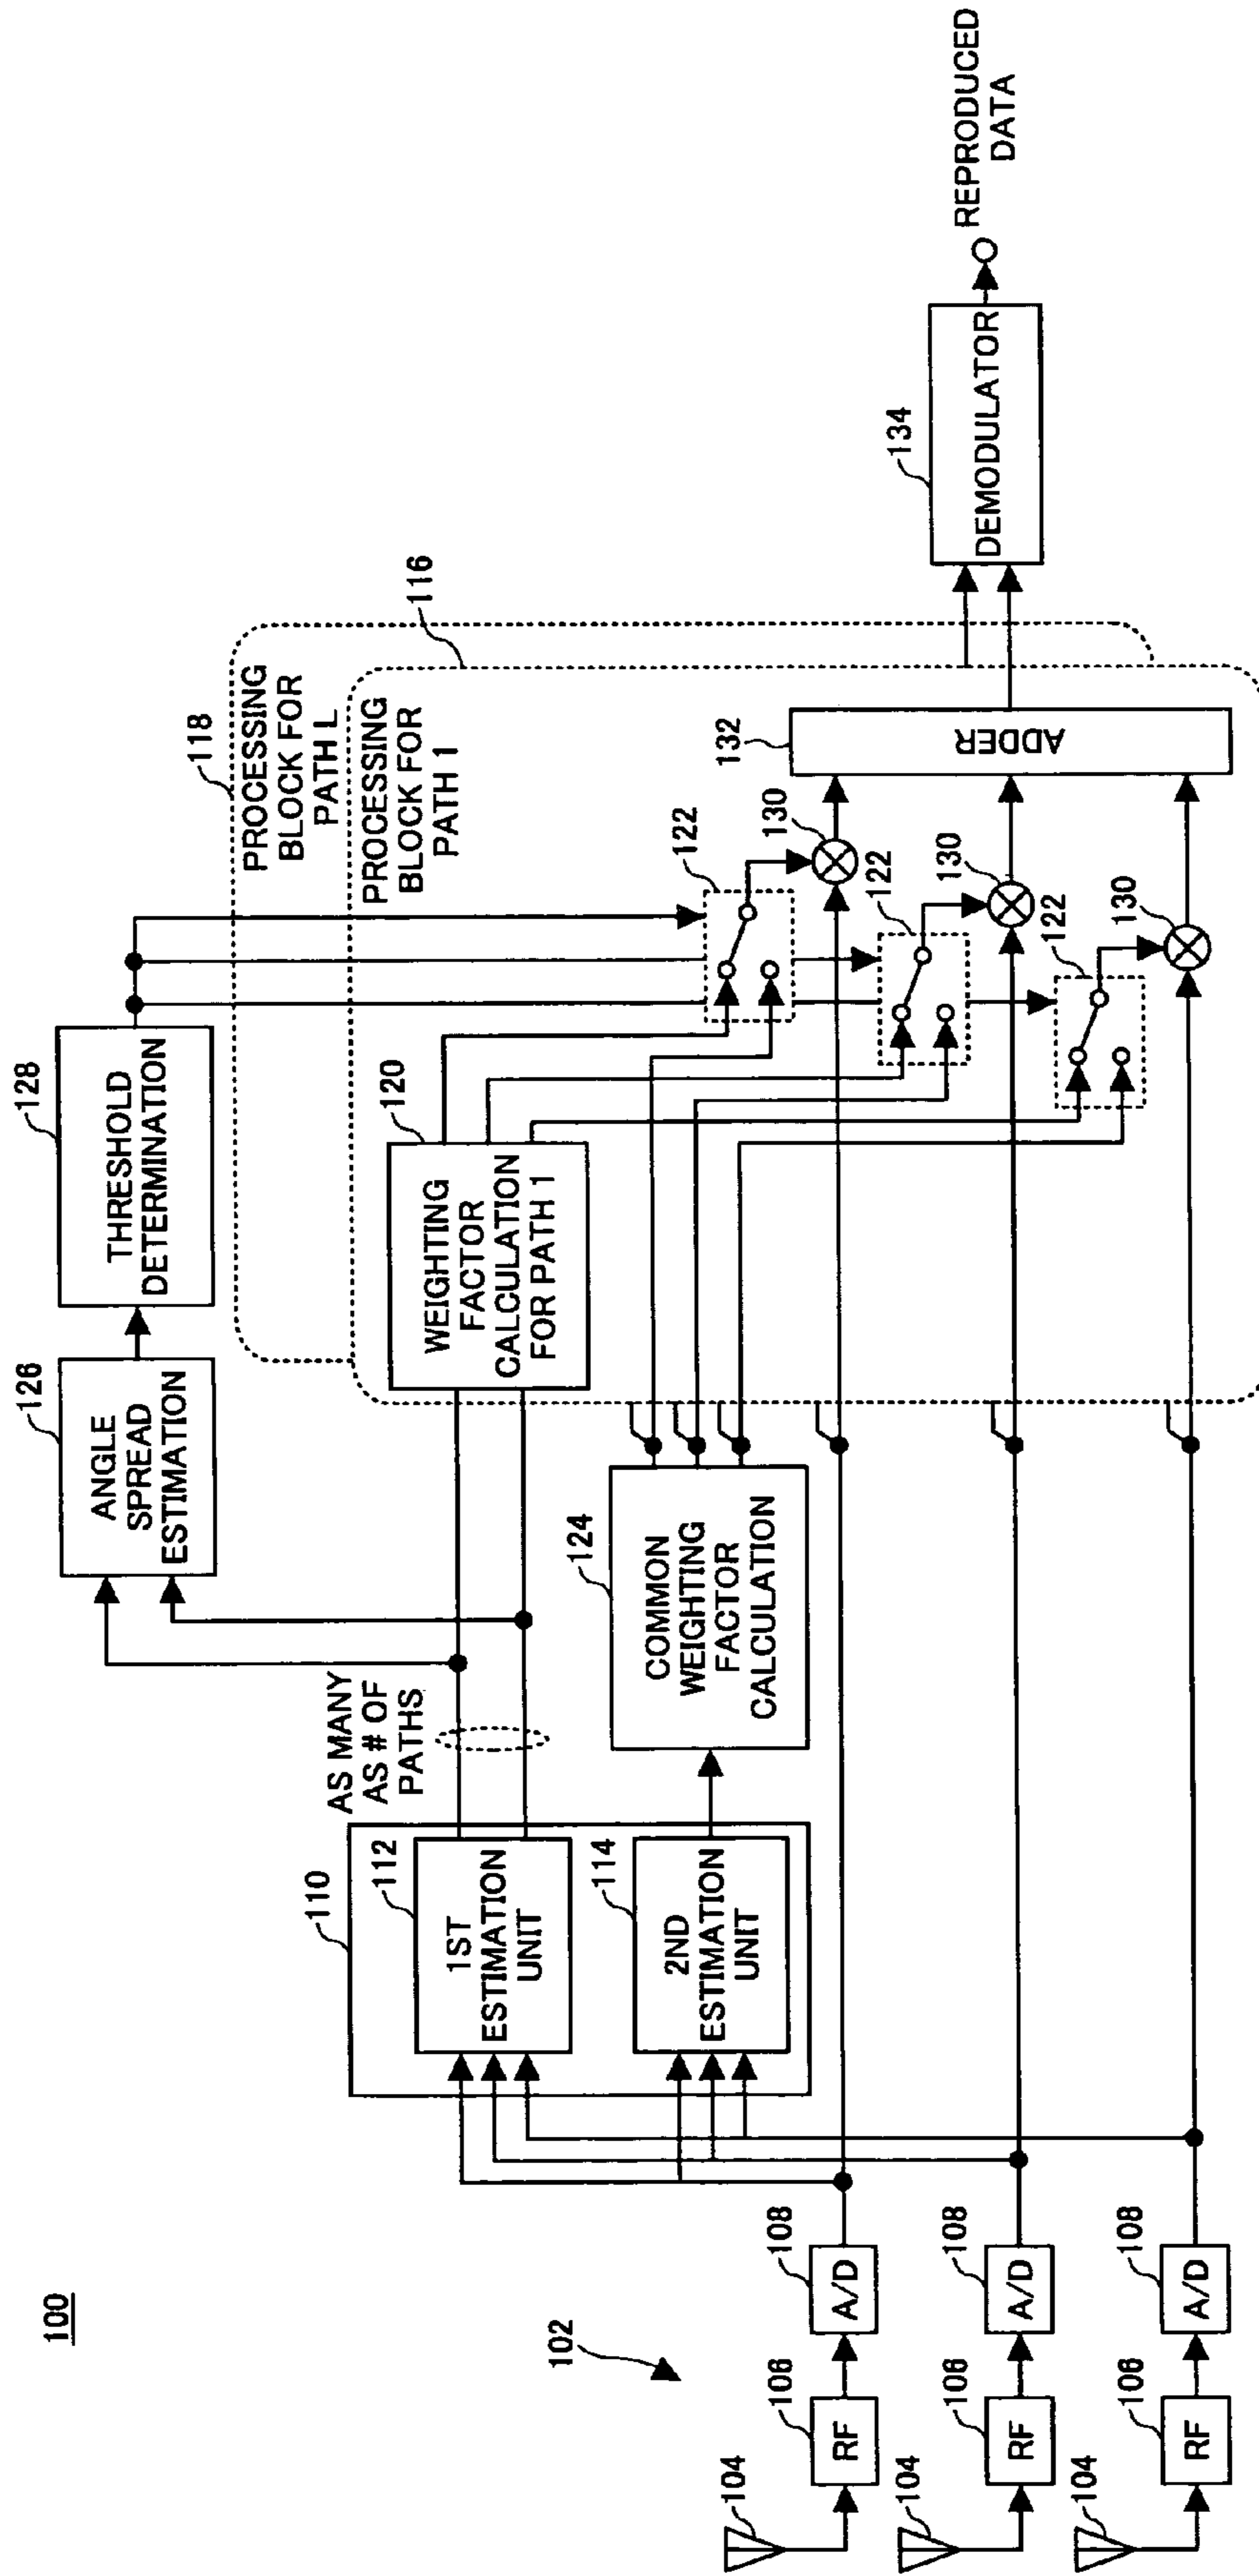 100
102
104
104
104
106
106
106
RF
RF
RF
108
108
108
A/D
A/D
A/D
110
112
1ST
ESTIMATION
UNIT
114
2ND
ESTIMATION
UNIT
AS MANY
AS # OF
PATHS
126
ANGLE
SPREAD
ESTIMATION
128
THRESHOLD
DETERMINATION
124
COMMON
WEIGHTING
FACTOR
CALCULATION
118
PROCESSING
BLOCK FOR
PATH L
116
PROCESSING
BLOCK FOR
PATH 1
120
WEIGHTING
FACTOR
CALCULATION
FOR PATH 1
122
122
122
130
130
130
132
ADDER
134
DEMODULATOR
REPRODUCED
DATA